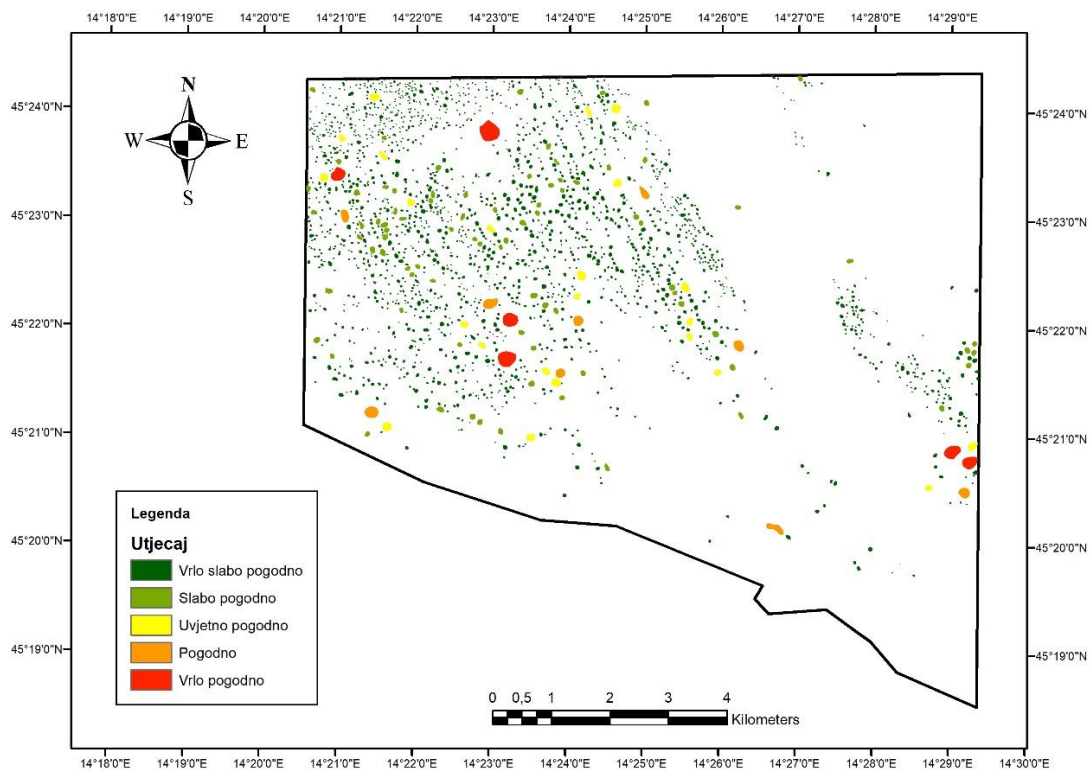 14°18'0"E 14°19'0"E 14°20'0"E 14°21'0"E 14°22'0"E 14°23'0"E 14°24'0"E 14°25'0"E 14°26'0"E 14°27'0"E 14°28'0"E 14°29'0"E
N
W E
S
45°24'0"N 45°24'0"N
45°23'0"N 45°23'0"N
45°22'0"N 45°22'0"N
45°21'0"N 45°21'0"N
45°20'0"N 45°20'0"N
45°19'0"N 45°19'0"N
Legenda
Utjecaj
Vrlo slabo pogodno
Slabo pogodno
Uvjetno pogodno
Pogodno
Vrlo pogodno
0 0,5 1 2 3 4
Kilometers
14°18'0"E 14°19'0"E 14°20'0"E 14°21'0"E 14°22'0"E 14°23'0"E 14°24'0"E 14°25'0"E 14°26'0"E 14°27'0"E 14°28'0"E 14°29'0"E 14°30'0"E